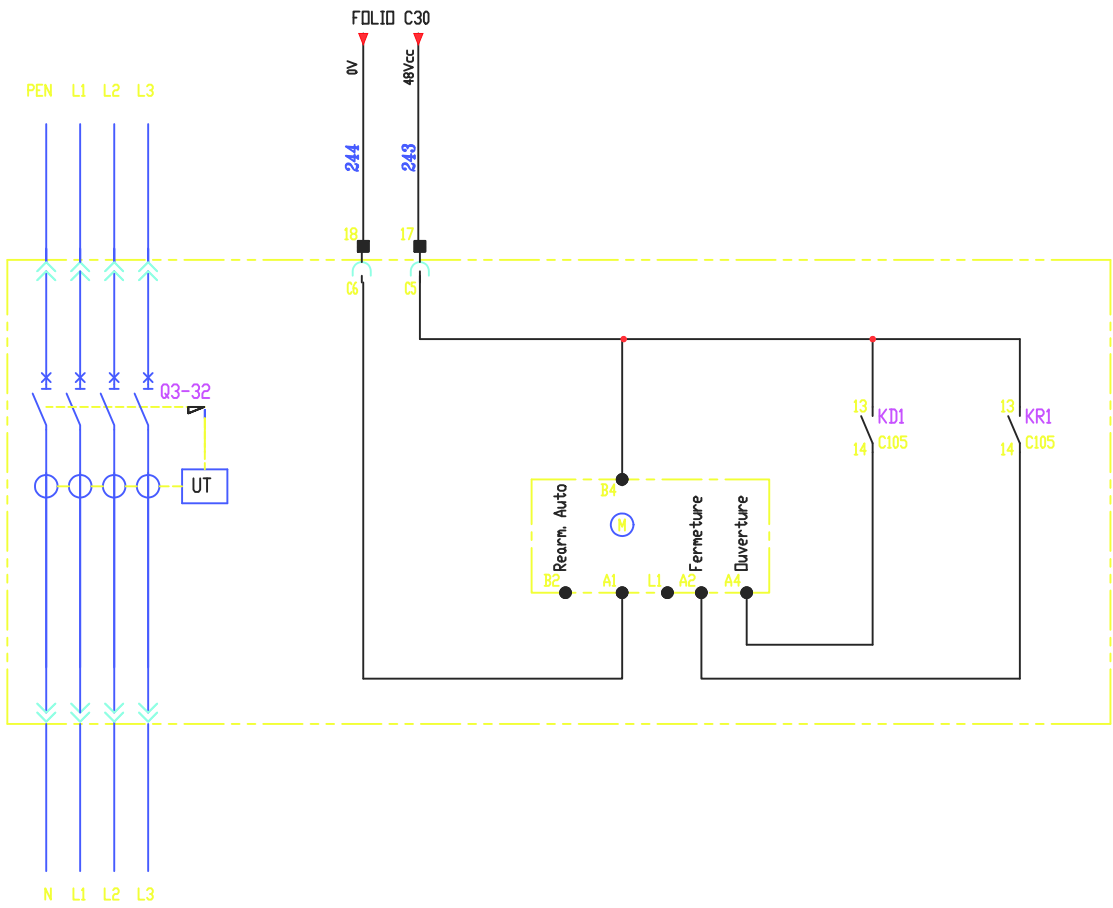 FOLIO C30
0V
48Vcc
PEN L1 L2 L3
244
243
18
17
C6
C5
Q3-32
13
KD1
14
C105
13
KR1
14
C105
UT
B4
M
Rearm. Auto
Fermeture
Ouverture
B2
A1
L1
A2
A4
N L1 L2 L3